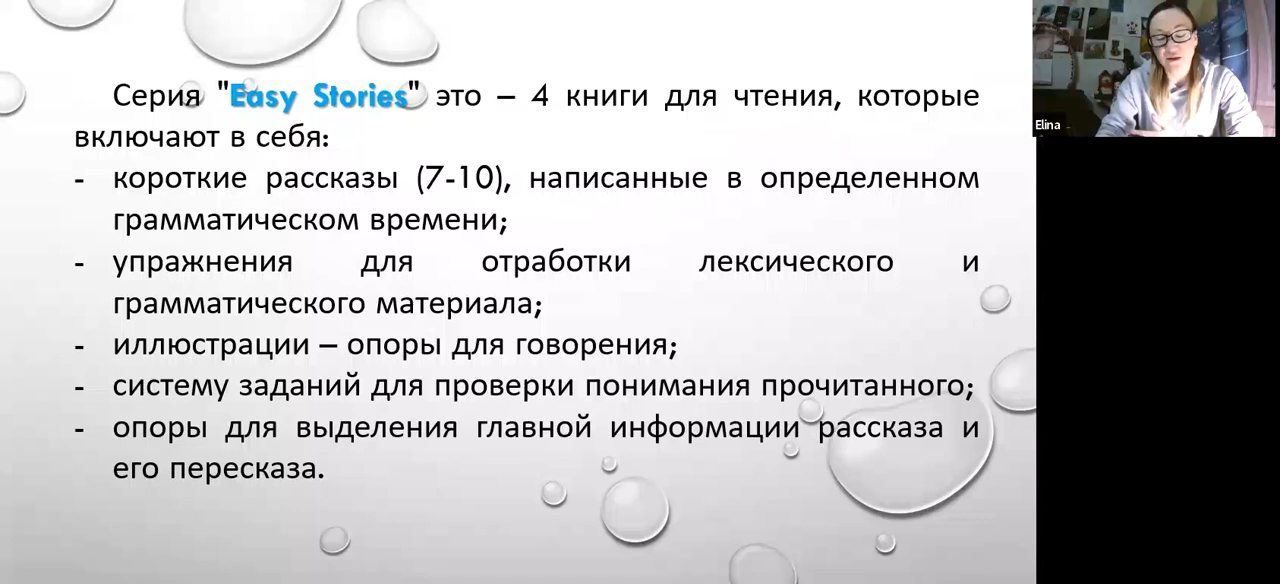 Серия "Easy Stories" это – 4 книги для чтения, которые
включают в себя:
- короткие рассказы (7-10), написанные в определенном
грамматическом времени;
- упражнения для отработки лексического и
грамматического материала;
- иллюстрации – опоры для говорения;
- систему заданий для проверки понимания прочитанного;
- опоры для выделения главной информации рассказа и
его пересказа.
Elina